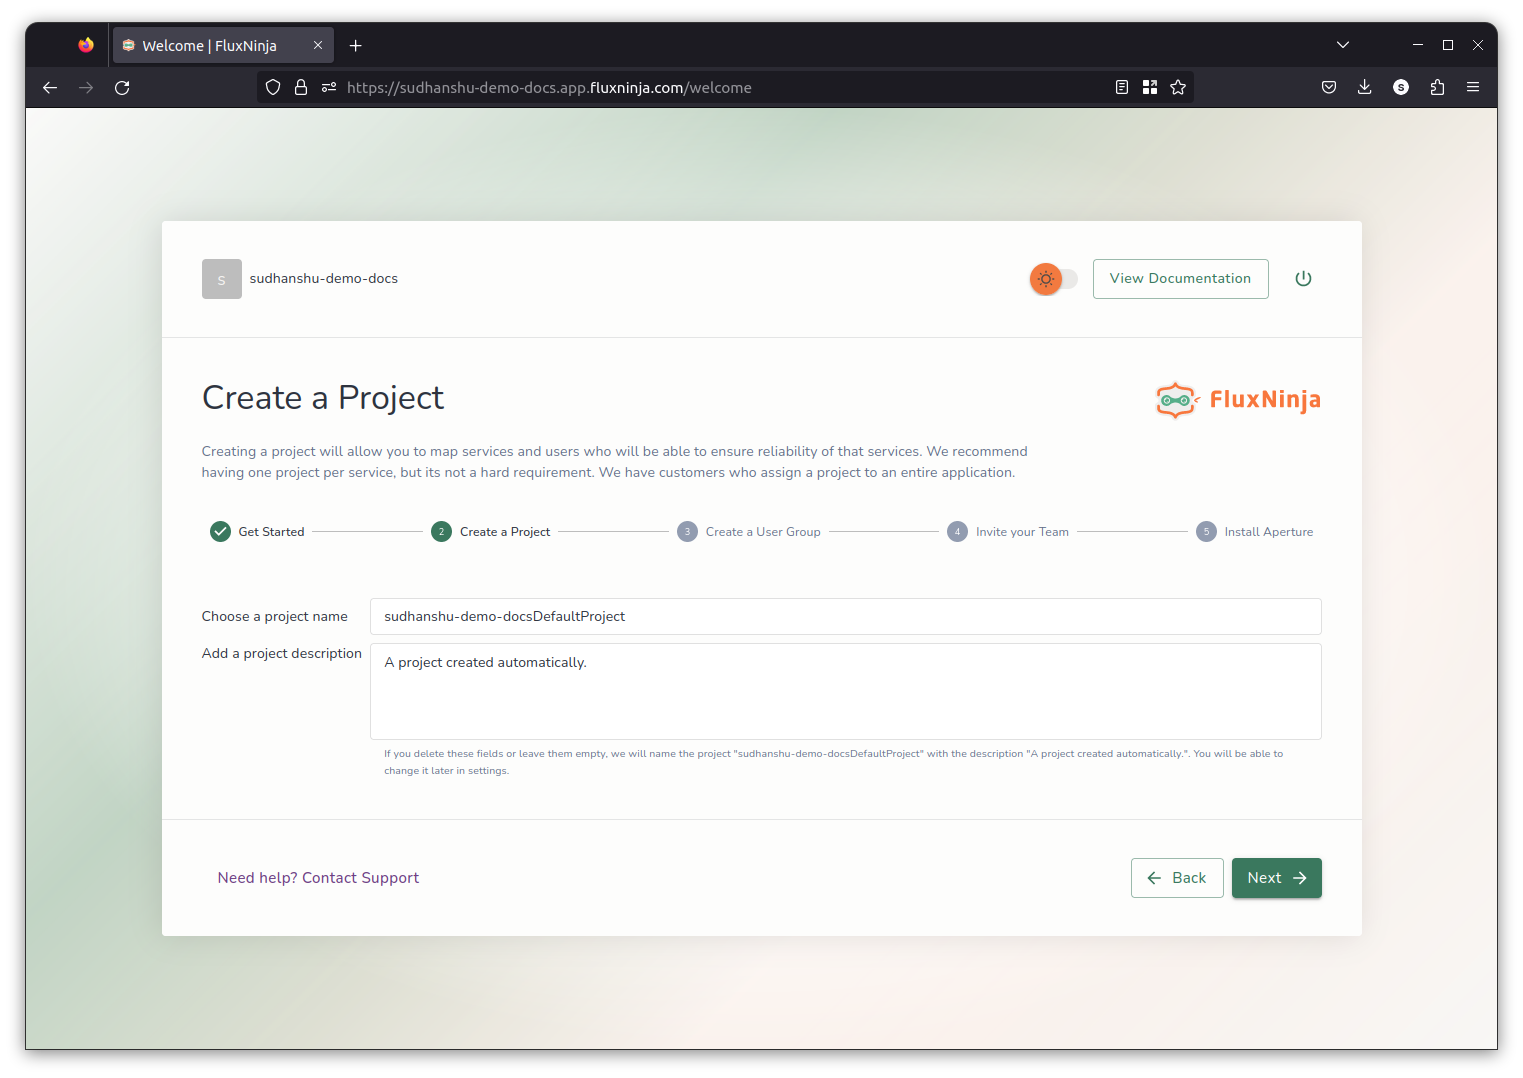 Welcome | FluxNinja
https://sudhanshu-demo-docs.app.fluxninja.com/welcome
S
S
sudhanshu-demo-docs
View Documentation
Create a Project
FluxNinja
Creating a project will allow you to map services and users who will be able to ensure reliability of that services. We recommend
having one project per service, but its not a hard requirement. We have customers who assign a project to an entire application.
Get Started
2 Create a Project
3 Create a User Group
4 Invite your Team
5 Install Aperture
Choose a project name
sudhanshu-demo-docsDefaultProject
Add a project description
A project created automatically.
If you delete these fields or leave them empty, we will name the project "sudhanshu-demo-docsDefaultProject" with the description "A project created automatically.". You will be able to
change it later in settings.
Need help? Contact Support
Back
Next